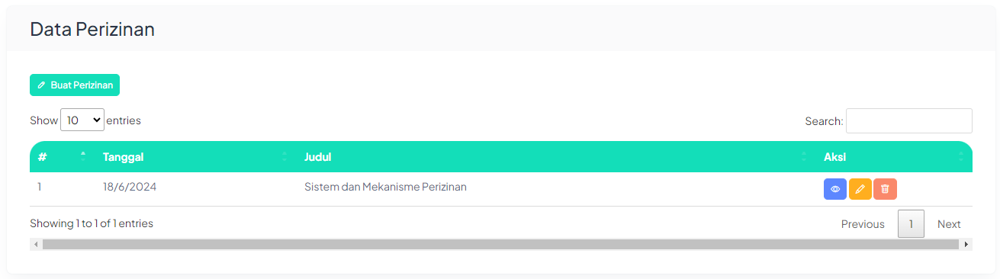 Data Perizinan
Buat Perizinan
Show 10 entries
Search:
# Tanggal Judul Aksi
1 18/6/2024 Sistem dan Mekanisme Perizinan
Showing 1 to 1 of 1 entries
Previous 1 Next